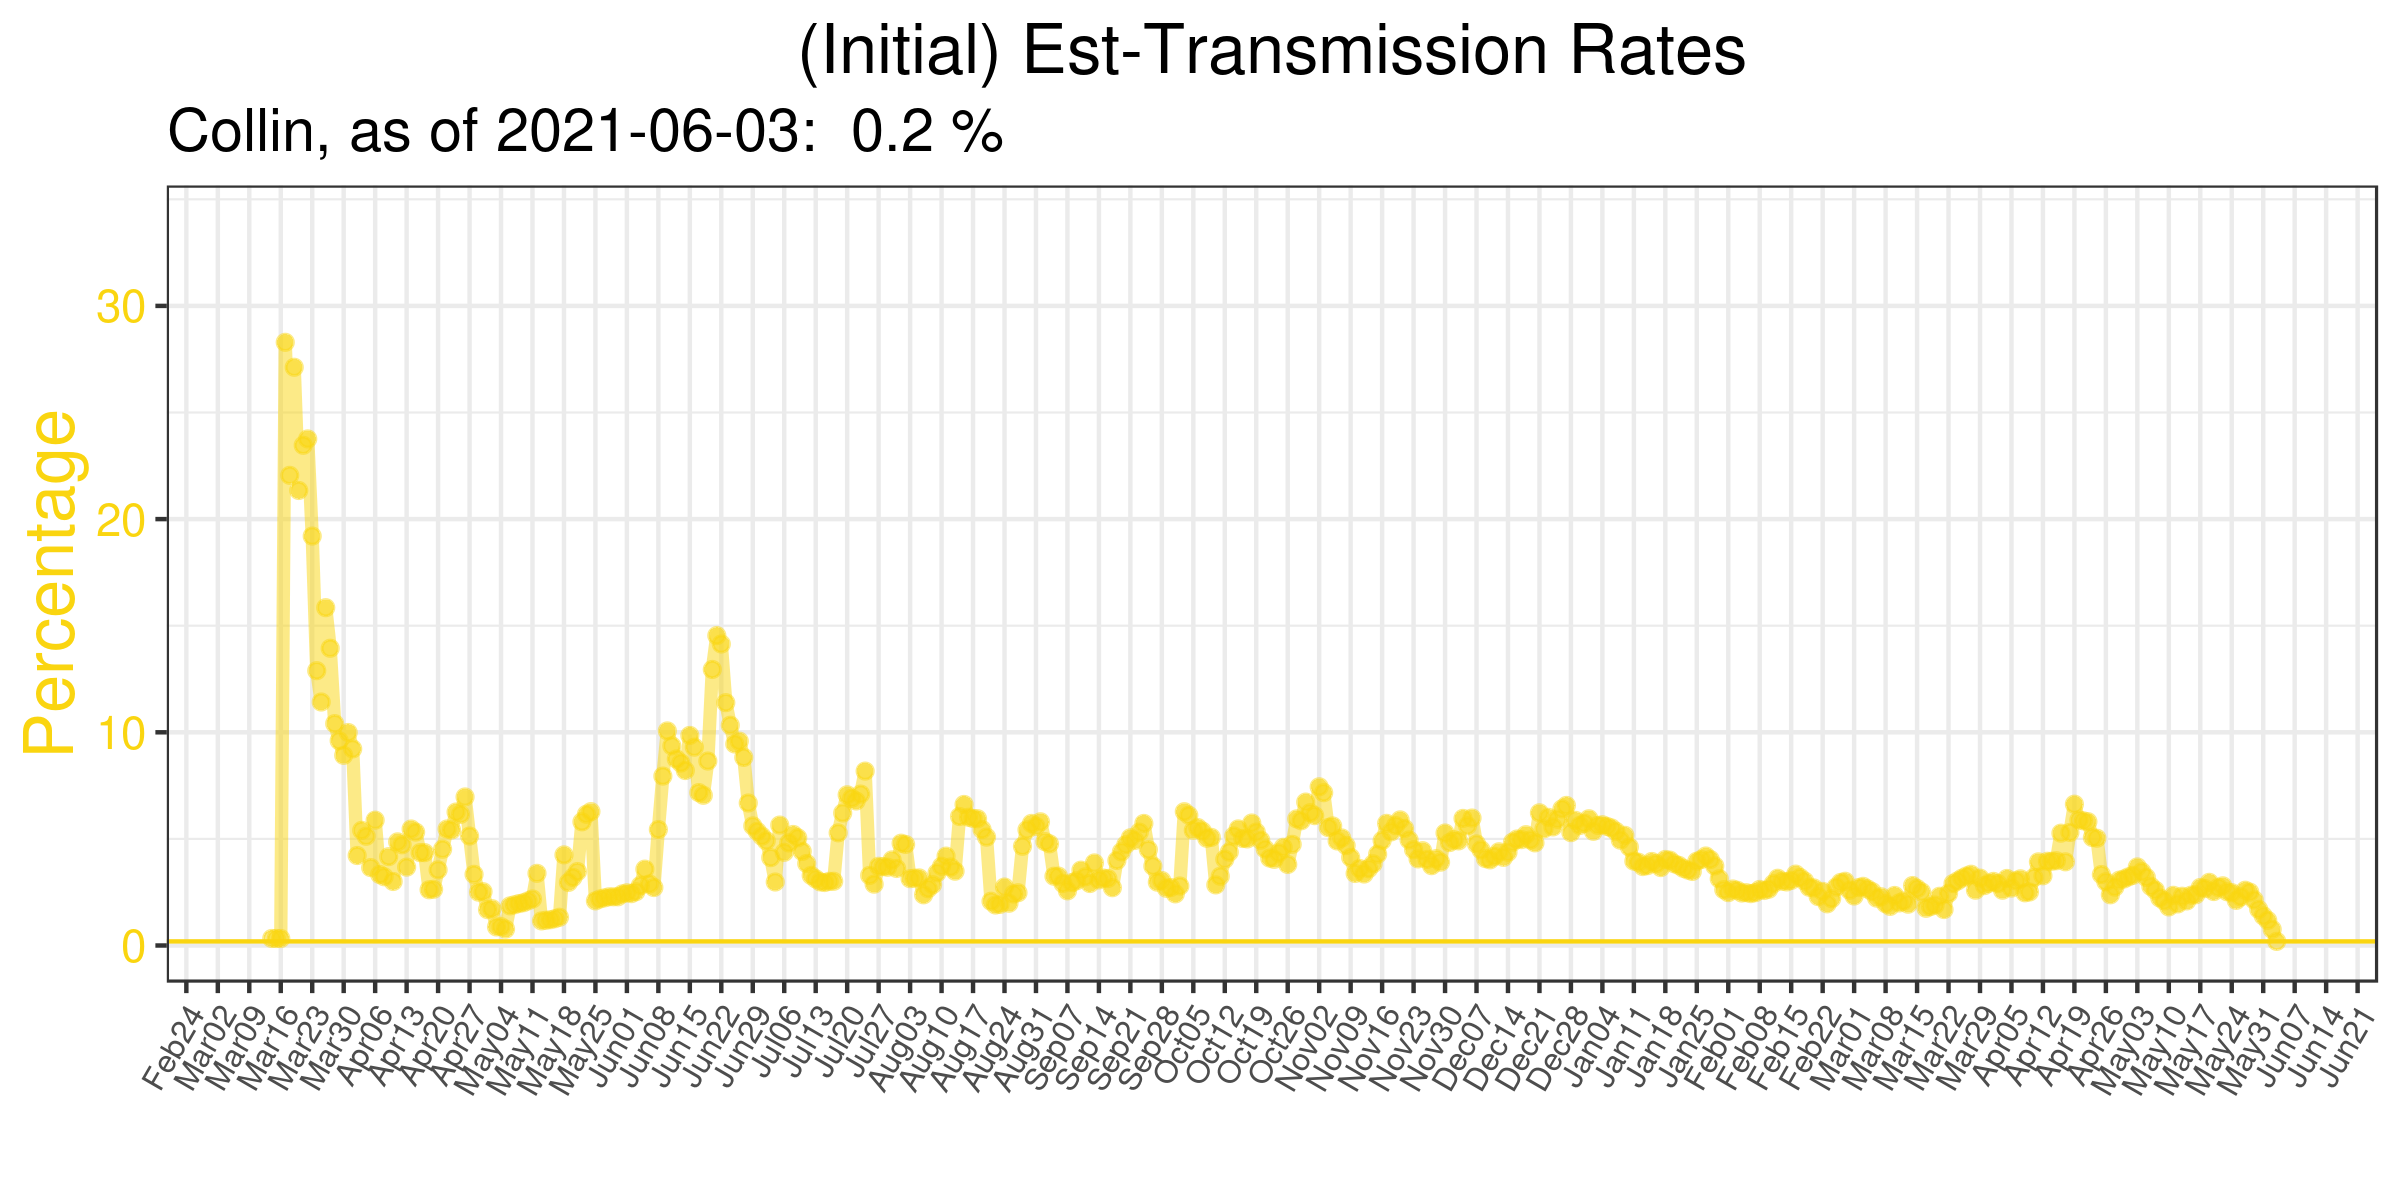 (Initial) Est-Transmission Rates
Collin, as of 2021-06-03:  0.2 %
Percentage
30
20
10
0
Feb24
Mar02
Mar09
Mar16
Mar23
Mar30
Apr06
Apr13
Apr20
Apr27
May04
May11
May18
May25
Jun01
Jun08
Jun15
Jun22
Jun29
Jul06
Jul13
Jul20
Jul27
Aug03
Aug10
Aug17
Aug24
Aug31
Sep07
Sep14
Sep21
Sep28
Oct05
Oct12
Oct19
Oct26
Nov02
Nov09
Nov16
Nov23
Nov30
Dec07
Dec14
Dec21
Dec28
Jan04
Jan11
Jan18
Jan25
Feb01
Feb08
Feb15
Feb22
Mar01
Mar08
Mar15
Mar22
Mar29
Apr05
Apr12
Apr19
Apr26
May03
May10
May17
May24
May31
Jun07
Jun14
Jun21